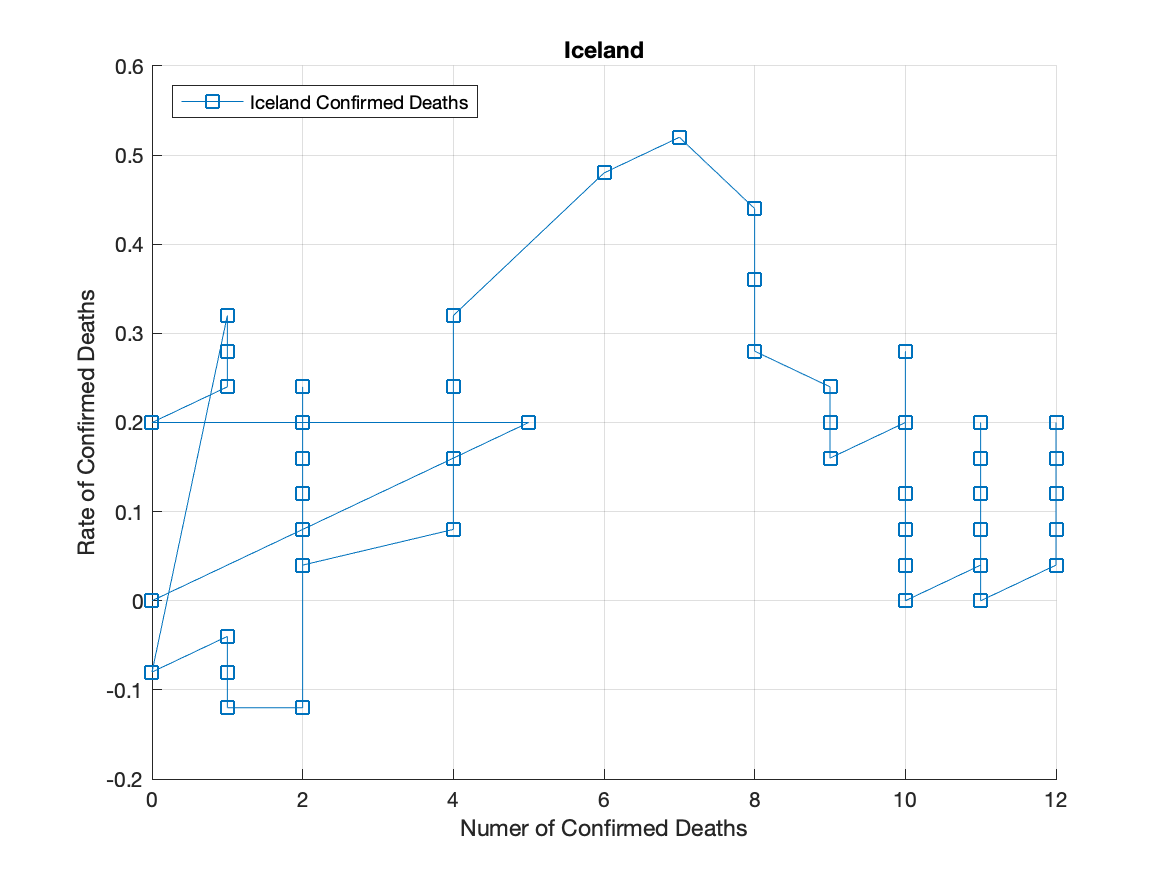 Iceland
Iceland Confirmed Deaths
0.6
0.5
0.4
0.3
0.2
0.1
0
-0.1
-0.2
Rate of Confirmed Deaths
0 2 4 6 8 10 12
Numer of Confirmed Deaths